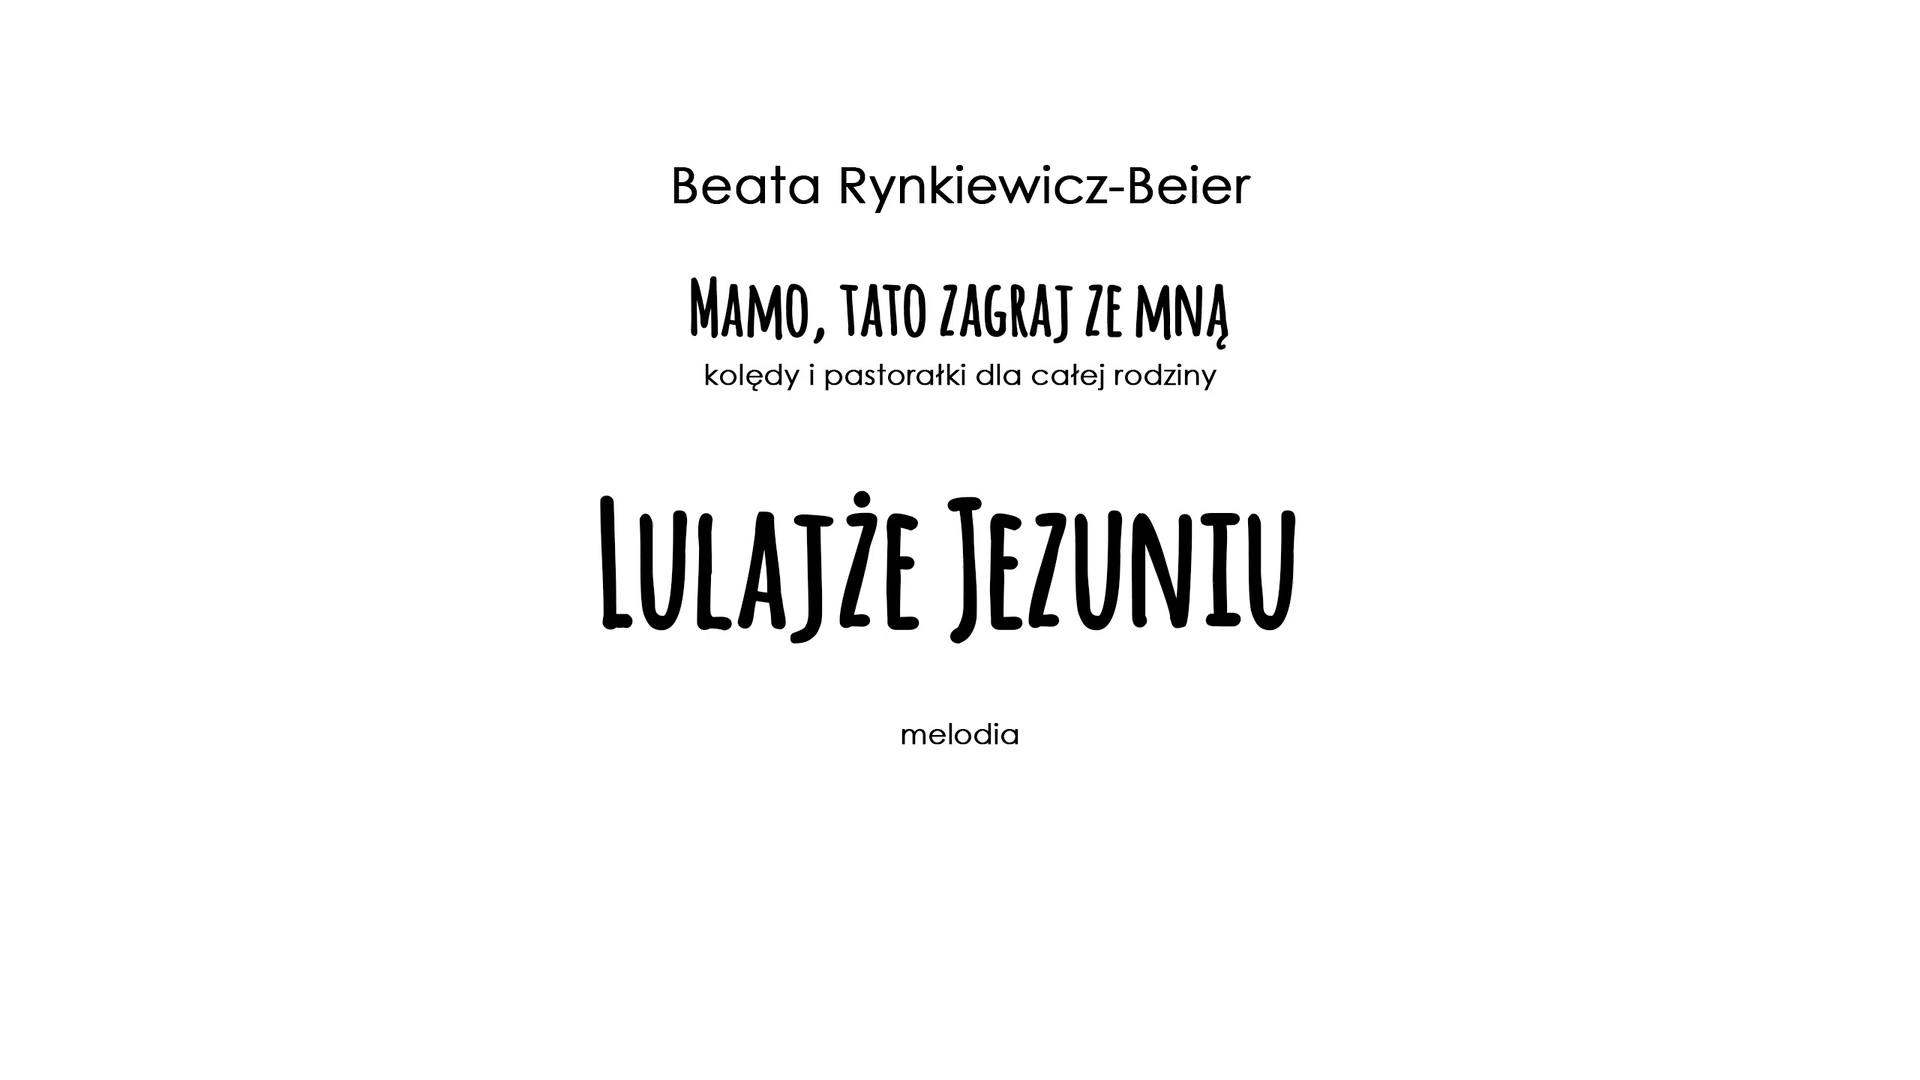 Beata Rynkiewicz-Beier
Mamo, tato zagraj ze mną
kolędy i pastorałki dla całej rodziny
Lulajże Jezuniu
melodia